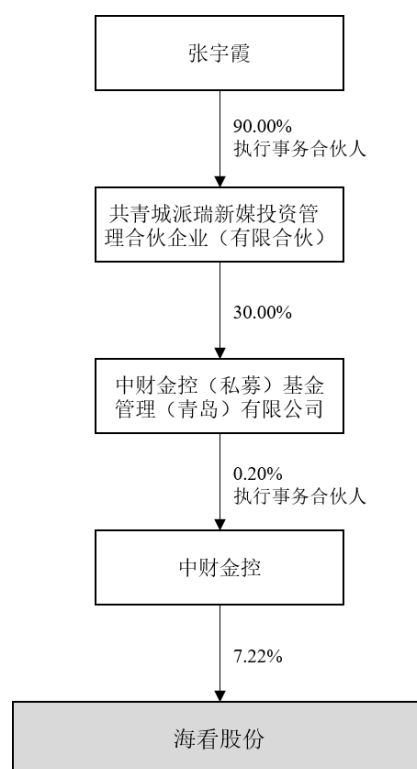 张宇霞
90.00%
执行事务合伙人
共青城派瑞新媒投资管
理合伙企业（有限合伙）
30.00%
中财金控（私募）基金
管理（青岛）有限公司
0.20%
执行事务合伙人
中财金控
7.22%
海看股份